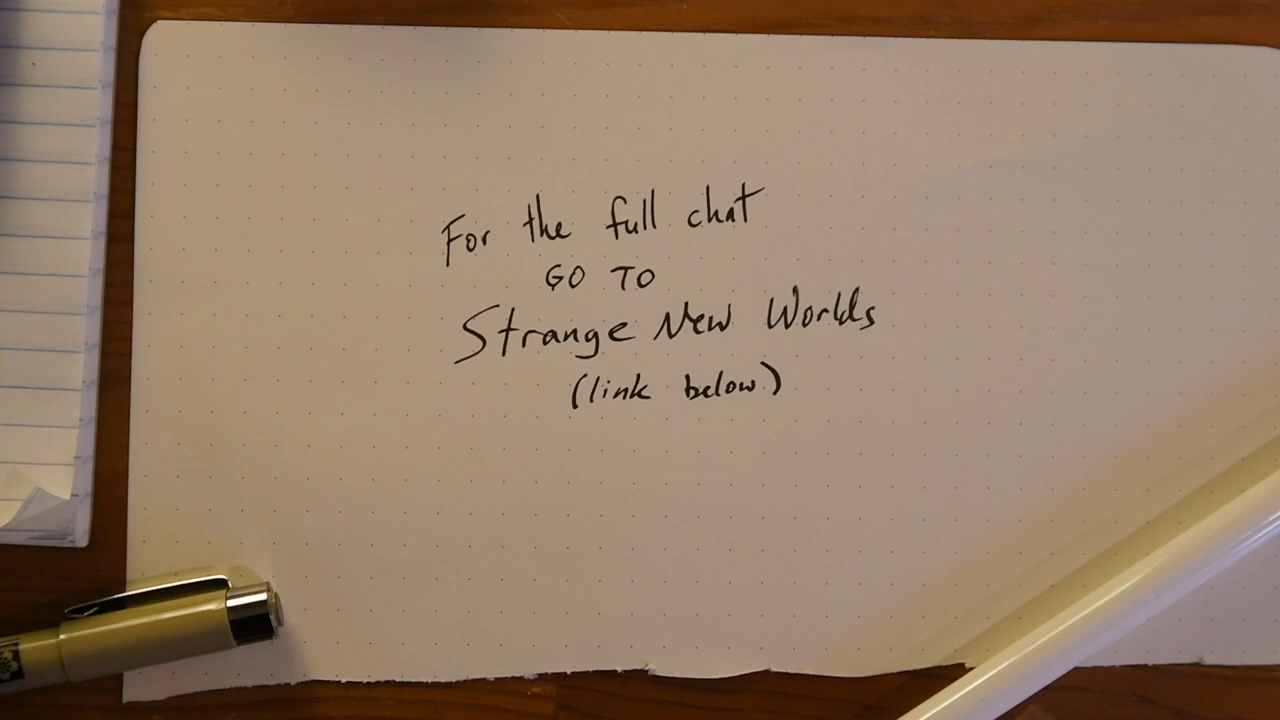 For the full chat
GO TO
Strange New Worlds
(link below)